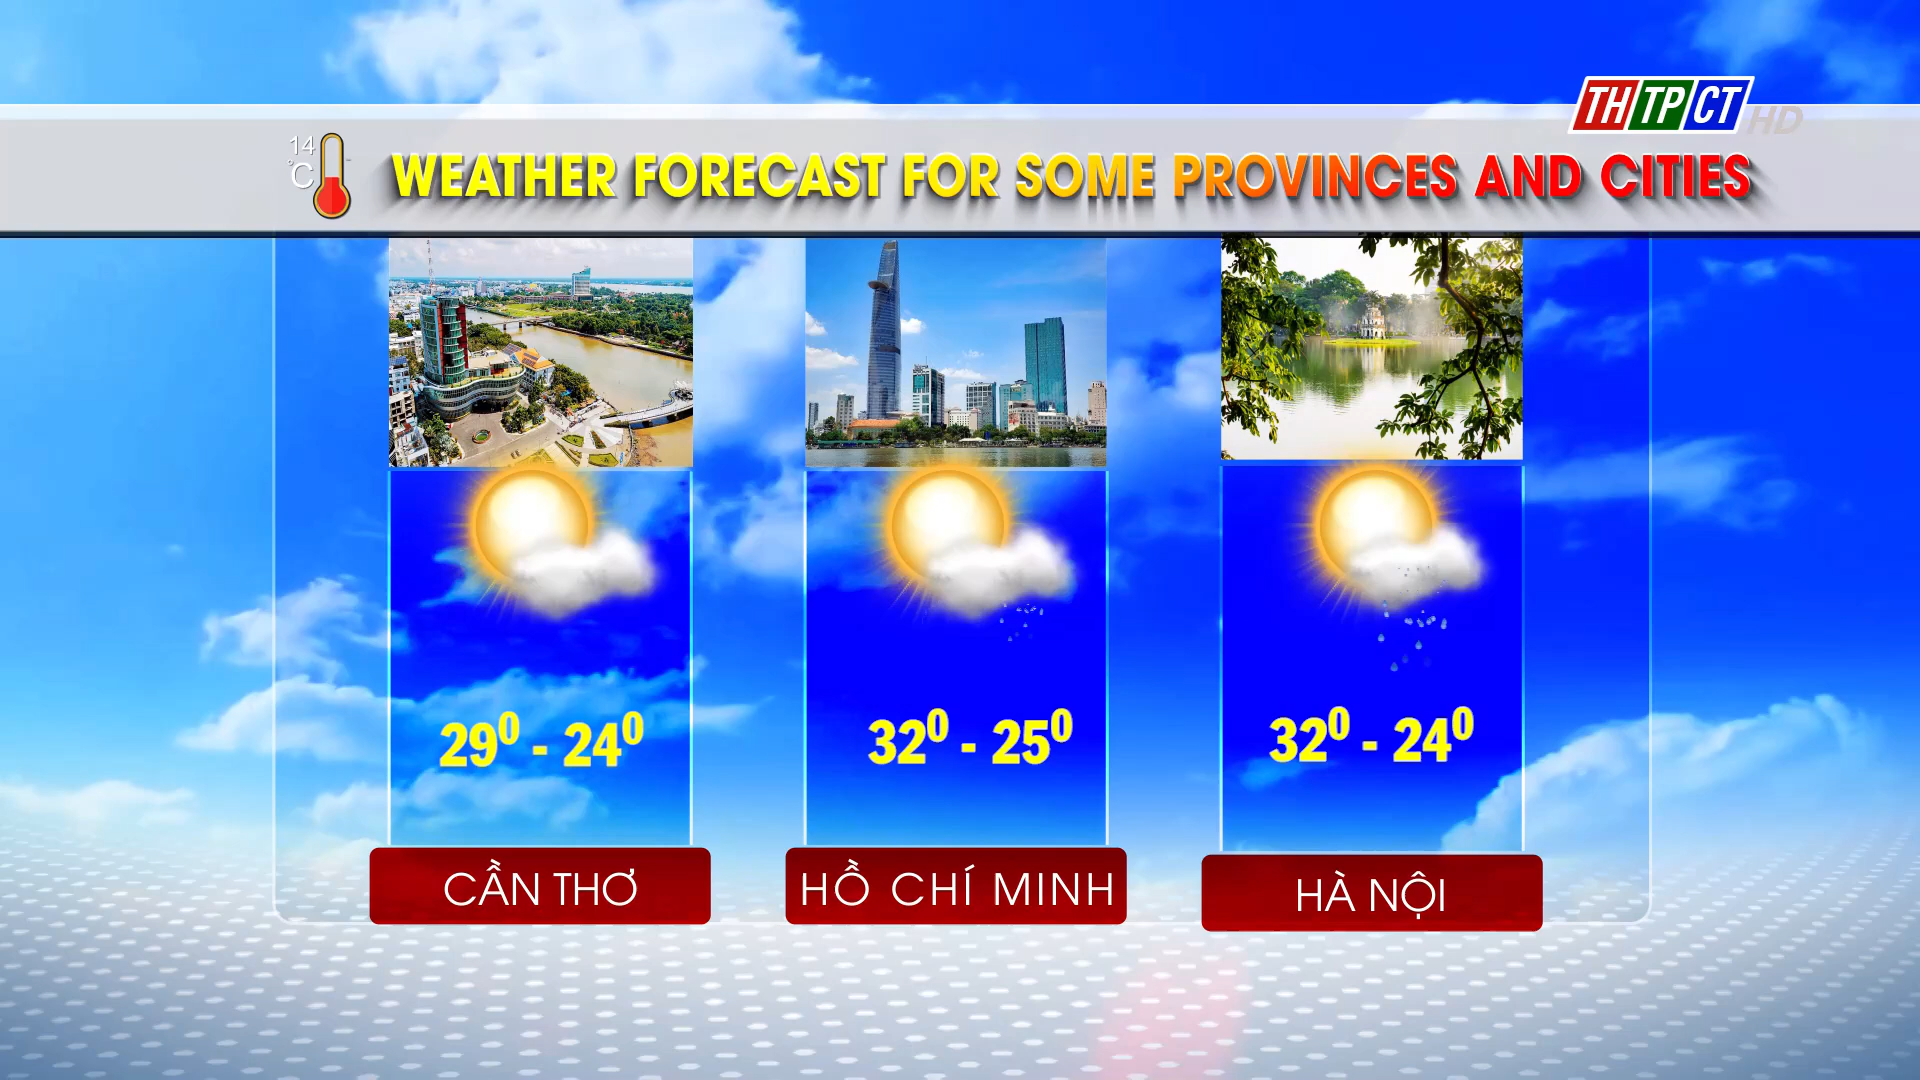 THTPCT HD
14
°C
WEATHER FORECAST FOR SOME PROVINCES AND CITIES
29⁰ - 24⁰
32⁰ - 25⁰
32⁰ - 24⁰
CẦN THƠ
HỒ CHÍ MINH
HÀ NỘI